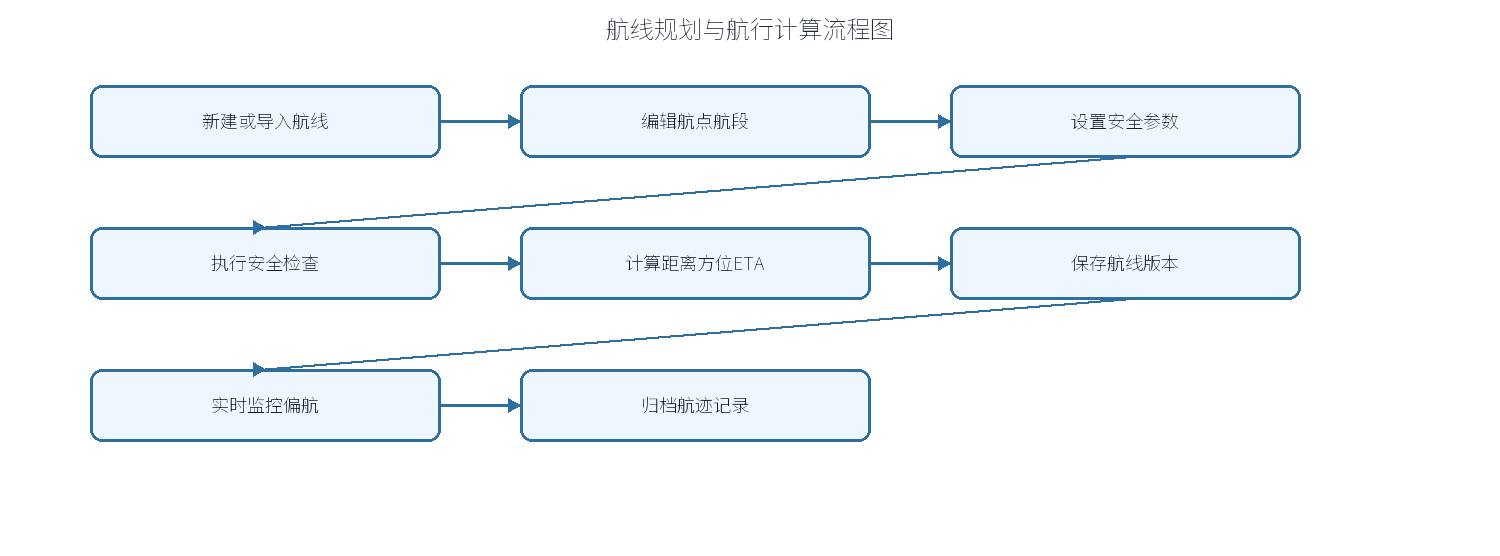 航线规划与航行计算流程图
新建或导入航线
编辑航点航段
设置安全参数
执行安全检查
计算距离方位ETA
保存航线版本
实时监控偏航
归档航迹记录